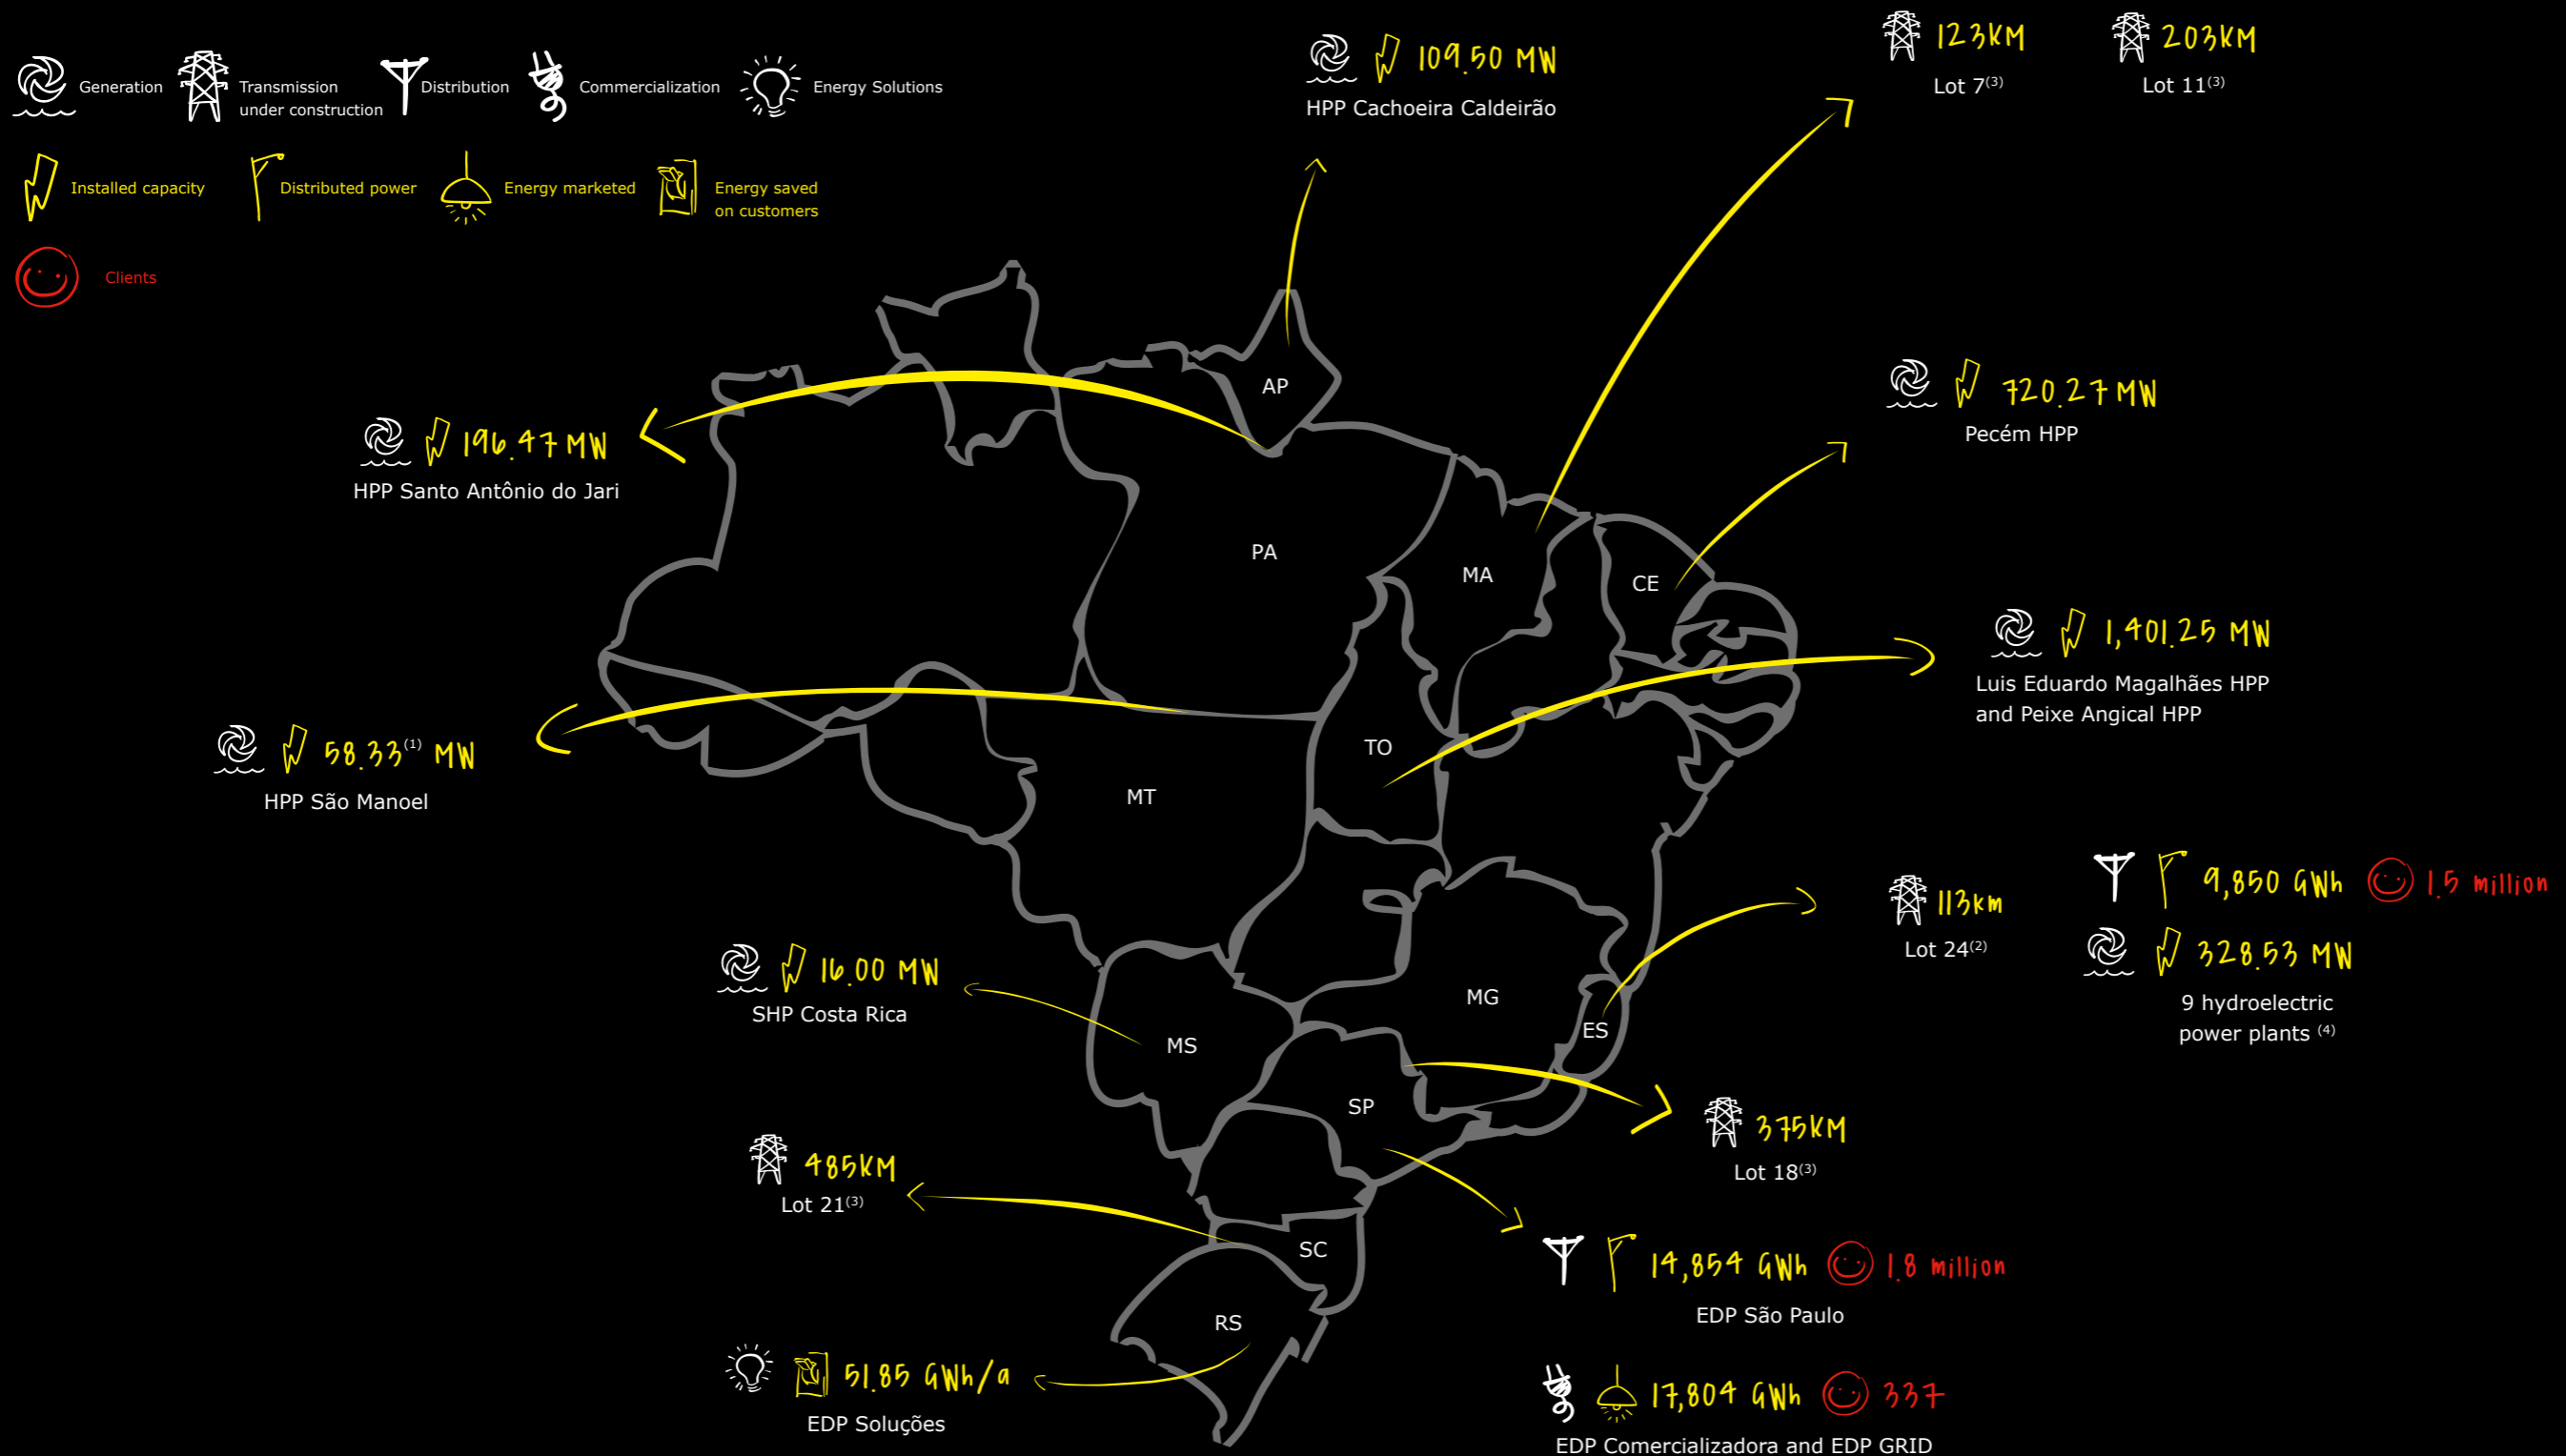 Generation
Transmission
under construction
Distribution
Commercialization
Energy Solutions
Installed capacity
Distributed power
Energy marketed
Energy saved
on customers
Clients
109.50 MW
HPP Cachoeira Caldeirão
123KM
Lot 7(3)
203KM
Lot 11(3)
720.27 MW
Pecém HPP
196.47 MW
HPP Santo Antônio do Jari
1,401.25 MW
Luis Eduardo Magalhães HPP
and Peixe Angical HPP
58.33(1) MW
HPP São Manoel
113km
Lot 24(2)
9,850 GWh
1.5 million
328.53 MW
9 hydroelectric
power plants (4)
16.00 MW
SHP Costa Rica
375KM
Lot 18(3)
485KM
Lot 21(3)
14,854 GWh
1.8 million
EDP São Paulo
51.85 GWh/a
EDP Soluções
17,804 GWh
337
EDP Comercializadora and EDP GRID
AP
PA
MA
CE
TO
MT
MG
ES
MS
SP
SC
RS